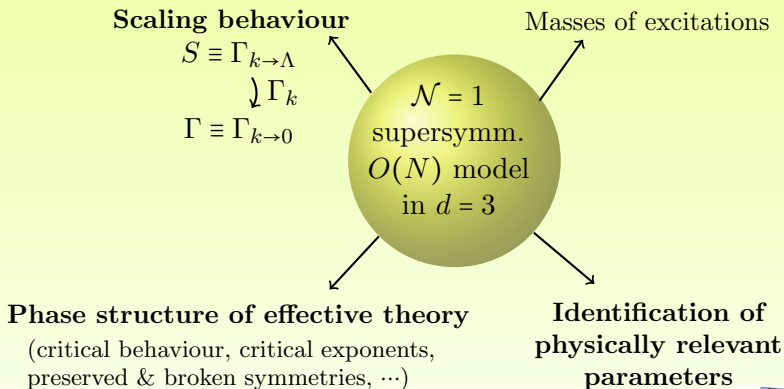 Scaling behaviour
S ≡ Γ_{k→Λ}
Γ_k
Γ ≡ Γ_{k→0}
Masses of excitations
𝒩 = 1
supersymm.
O(N) model
in d = 3
Phase structure of effective theory
(critical behaviour, critical exponents,
preserved & broken symmetries, ⋯)
Identification of
physically relevant
parameters